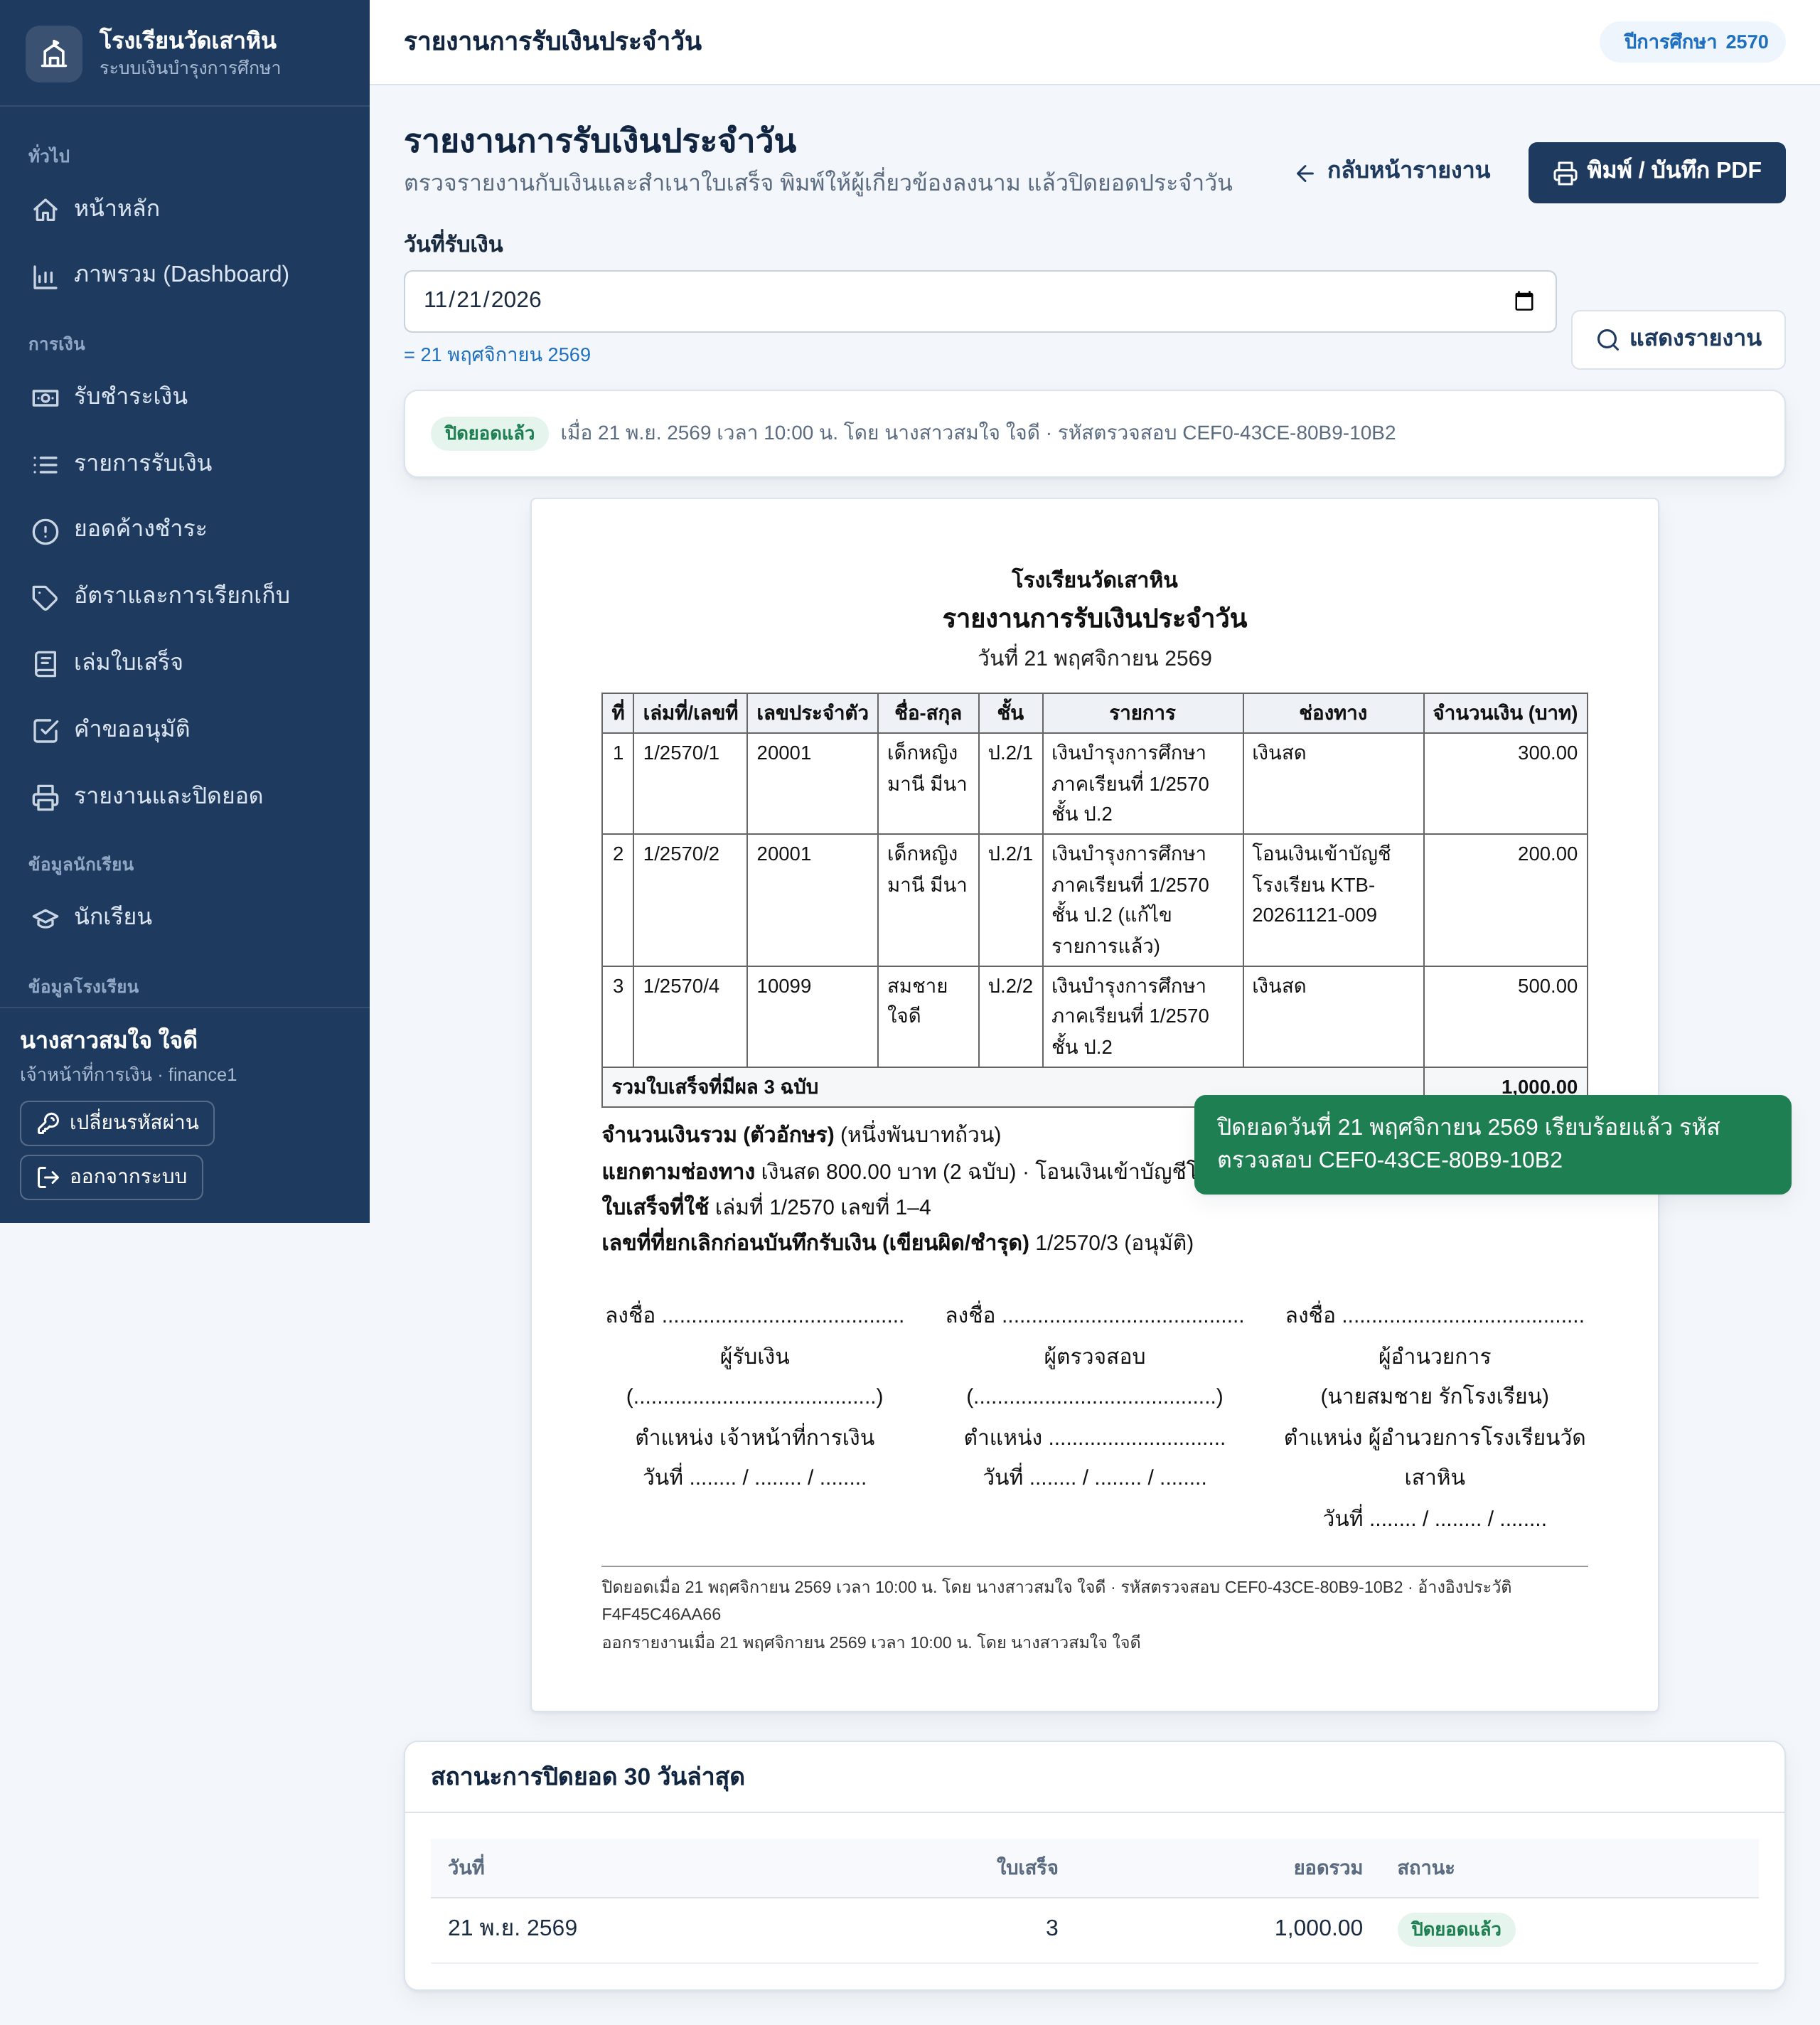 โรงเรียนวัดเสาหิน
ระบบเงินบำรุงการศึกษา
ทั่วไป
หน้าหลัก
ภาพรวม (Dashboard)
การเงิน
รับชำระเงิน
รายการรับเงิน
ยอดค้างชำระ
อัตราและการเรียกเก็บ
เล่มใบเสร็จ
คำขออนุมัติ
รายงานและปิดยอด
ข้อมูลนักเรียน
นักเรียน
ข้อมูลโรงเรียน
นางสาวสมใจ ใจดี
เจ้าหน้าที่การเงิน · finance1
เปลี่ยนรหัสผ่าน
ออกจากระบบ
รายงานการรับเงินประจำวัน
ปีการศึกษา 2570
รายงานการรับเงินประจำวัน
ตรวจรายงานกับเงินและสำเนาใบเสร็จ พิมพ์ให้ผู้เกี่ยวข้องลงนาม แล้วปิดยอดประจำวัน
กลับหน้ารายงาน
พิมพ์ / บันทึก PDF
วันที่รับเงิน
11/21/2026
= 21 พฤศจิกายน 2569
แสดงรายงาน
ปิดยอดแล้ว เมื่อ 21 พ.ย. 2569 เวลา 10:00 น. โดย นางสาวสมใจ ใจดี · รหัสตรวจสอบ CEF0-43CE-80B9-10B2
โรงเรียนวัดเสาหิน
รายงานการรับเงินประจำวัน
วันที่ 21 พฤศจิกายน 2569
ที่ เล่มที่/เลขที่ เลขประจำตัว ชื่อ-สกุล ชั้น รายการ ช่องทาง จำนวนเงิน (บาท)
1 1/2570/1 20001 เด็กหญิง ป.2/1 เงินบำรุงการศึกษา เงินสด 300.00
มานี มีนา ภาคเรียนที่ 1/2570
ชั้น ป.2
2 1/2570/2 20001 เด็กหญิง ป.2/1 เงินบำรุงการศึกษา โอนเงินเข้าบัญชี 200.00
มานี มีนา ภาคเรียนที่ 1/2570 โรงเรียน KTB-
ชั้น ป.2 (แก้ไข 20261121-009
รายการแล้ว)
3 1/2570/4 10099 สมชาย ป.2/2 เงินบำรุงการศึกษา เงินสด 500.00
ใจดี ภาคเรียนที่ 1/2570
ชั้น ป.2
รวมใบเสร็จที่มีผล 3 ฉบับ 1,000.00
จำนวนเงินรวม (ตัวอักษร) (หนึ่งพันบาทถ้วน)
แยกตามช่องทาง เงินสด 800.00 บาท (2 ฉบับ) · โอนเงินเข้าบัญชี
ใบเสร็จที่ใช้ เล่มที่ 1/2570 เลขที่ 1–4
เลขที่ที่ยกเลิกก่อนบันทึกรับเงิน (เขียนผิด/ชำรุด) 1/2570/3 (อนุมัติ)
ปิดยอดวันที่ 21 พฤศจิกายน 2569 เรียบร้อยแล้ว รหัส
ตรวจสอบ CEF0-43CE-80B9-10B2
ลงชื่อ ......................................... ลงชื่อ ......................................... ลงชื่อ .........................................
ผู้รับเงิน ผู้ตรวจสอบ ผู้อำนวยการ
(.........................................) (.........................................) (นายสมชาย รักโรงเรียน)
ตำแหน่ง เจ้าหน้าที่การเงิน ตำแหน่ง .............................. ตำแหน่ง ผู้อำนวยการโรงเรียนวัด
วันที่ ........ / ........ / ........ วันที่ ........ / ........ / ........ เสาหิน
วันที่ ........ / ........ / ........
ปิดยอดเมื่อ 21 พฤศจิกายน 2569 เวลา 10:00 น. โดย นางสาวสมใจ ใจดี · รหัสตรวจสอบ CEF0-43CE-80B9-10B2 · อ้างอิงประวัติ
F4F45C46AA66
ออกรายงานเมื่อ 21 พฤศจิกายน 2569 เวลา 10:00 น. โดย นางสาวสมใจ ใจดี
สถานะการปิดยอด 30 วันล่าสุด
วันที่ ใบเสร็จ ยอดรวม สถานะ
21 พ.ย. 2569 3 1,000.00 ปิดยอดแล้ว